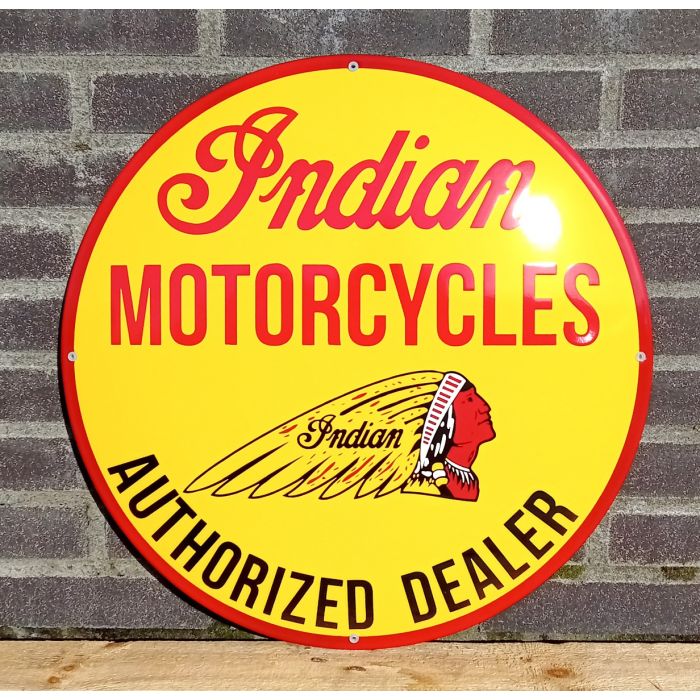 Indian
MOTORCYCLES
Indian
AUTHORIZED DEALER